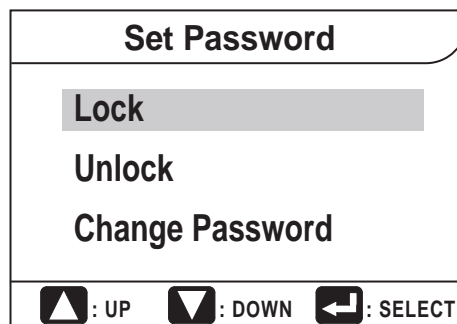 Set Password
Lock
Unlock
Change Password
: UP : DOWN : SELECT